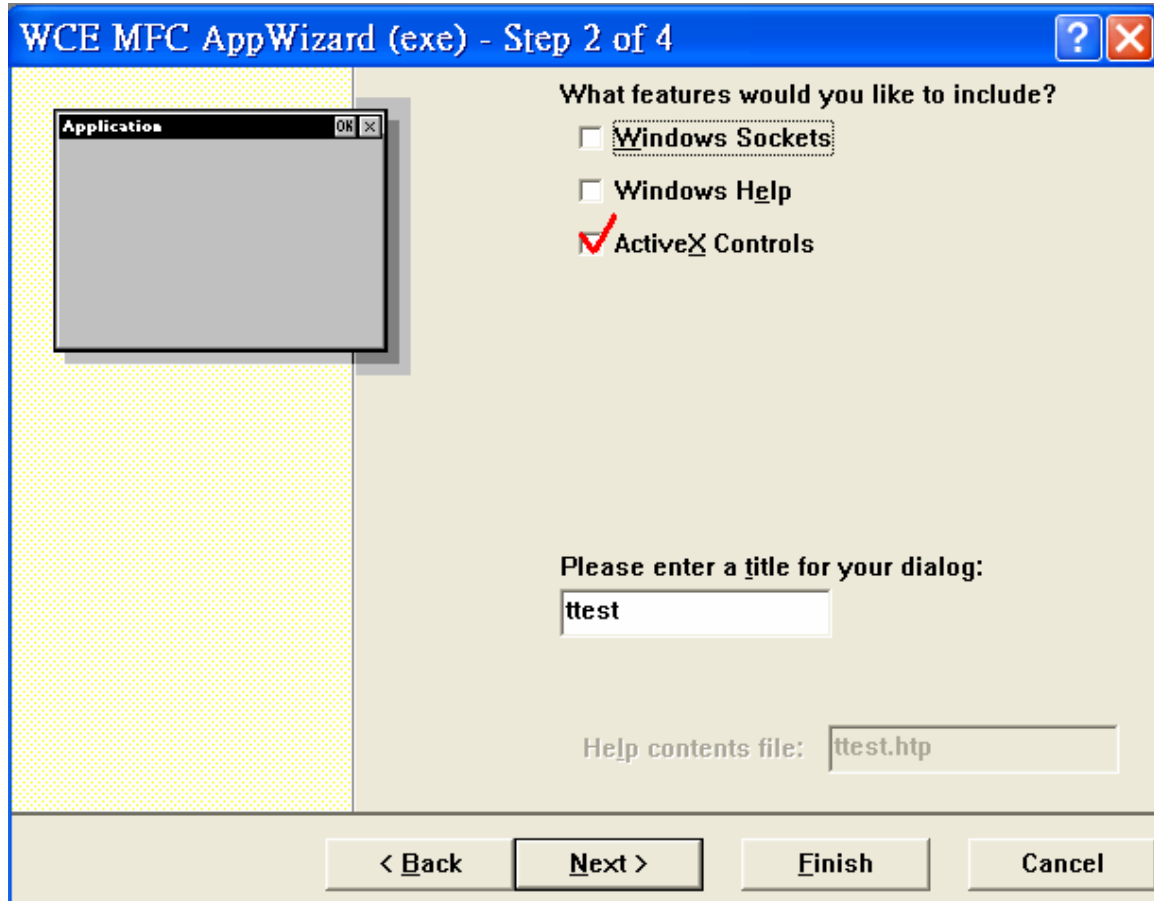 WCE MFC AppWizard (exe) - Step 2 of 4
Application OK
What features would you like to include?
Windows Sockets
Windows Help
ActiveX Controls
Please enter a title for your dialog:
ttest
Help contents file: ttest.htp
< Back Next > Finish Cancel